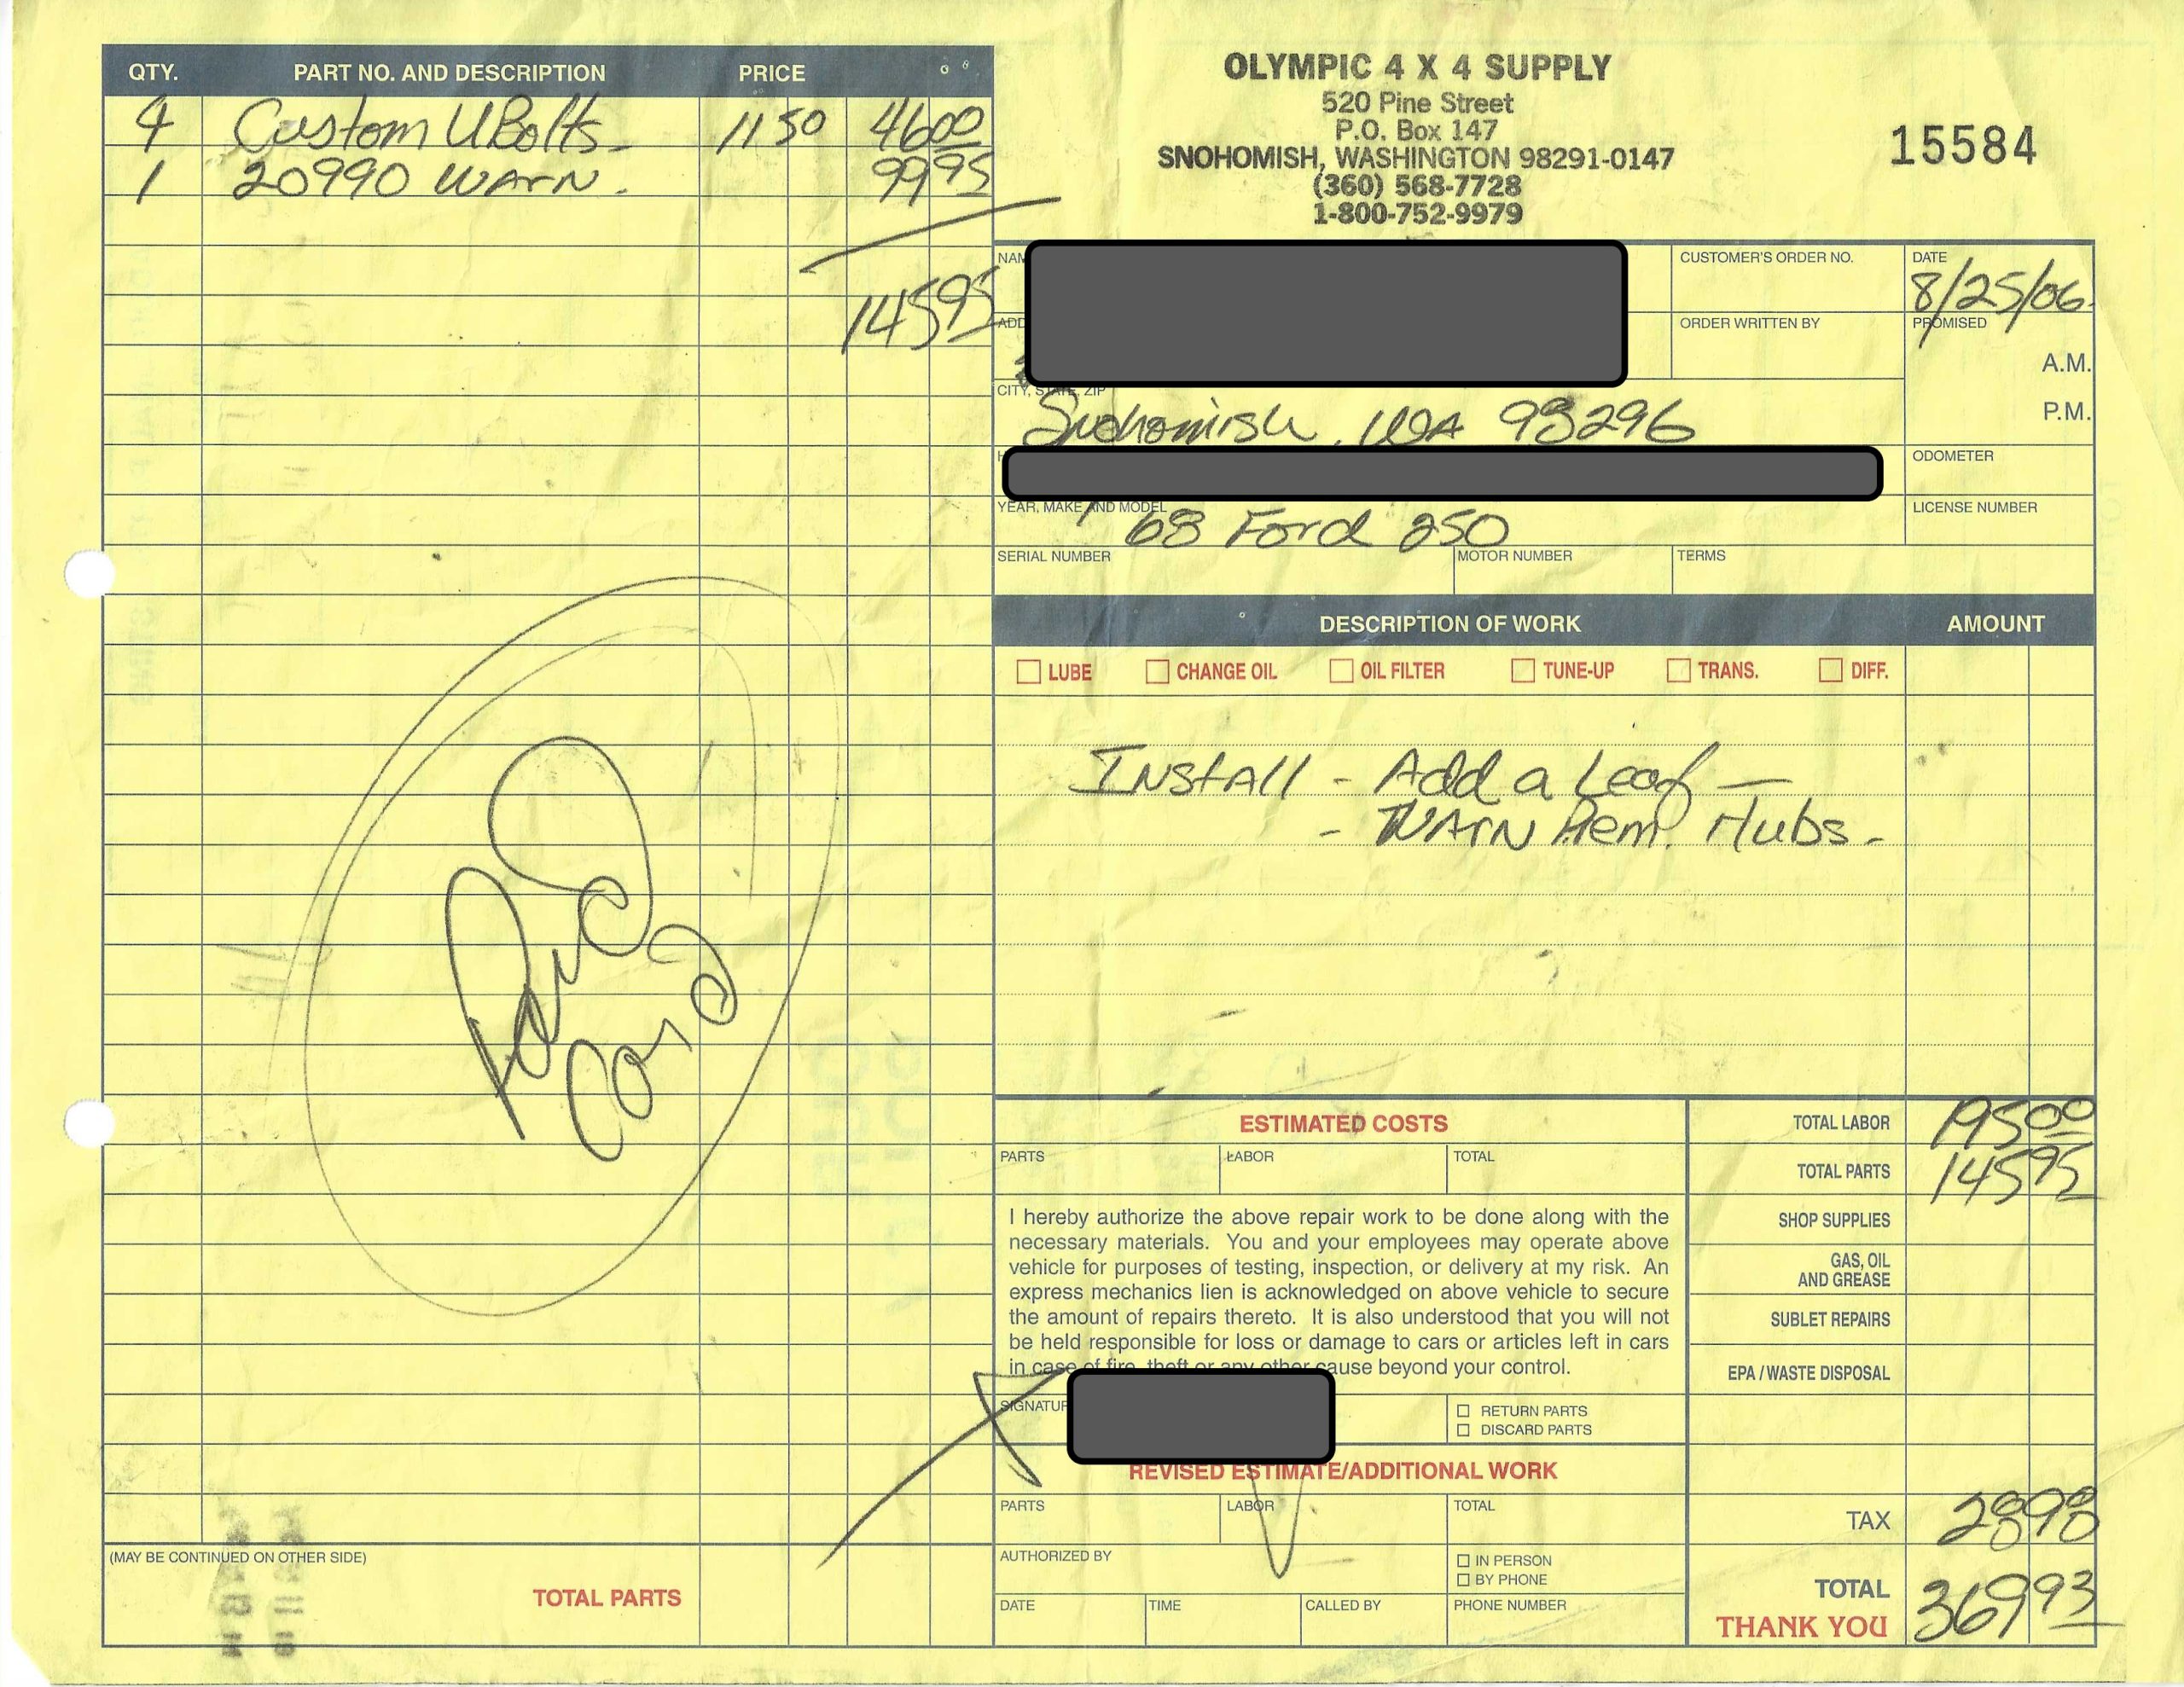 QTY. PART NO. AND DESCRIPTION PRICE
4 Custom UBolts 11 50 46 00
1 20990 WARN. 99 95
145 95
Paid
Card
(MAY BE CONTINUED ON OTHER SIDE)
TOTAL PARTS
OLYMPIC 4 X 4 SUPPLY
520 Pine Street
P.O. Box 147
SNOHOMISH, WASHINGTON 98291-0147
(360) 568-7728
1-800-752-9979
15584
CUSTOMER'S ORDER NO.
DATE
8/25/06
ORDER WRITTEN BY
PROMISED
A.M.
P.M.
CITY, STATE, ZIP
Snohomish, WA 98296
ODOMETER
YEAR, MAKE AND MODEL
'68 Ford 250
LICENSE NUMBER
SERIAL NUMBER
MOTOR NUMBER
TERMS
DESCRIPTION OF WORK AMOUNT
LUBE CHANGE OIL OIL FILTER TUNE-UP TRANS. DIFF.
Install - Add a Leaf -
- WARN Prem. Hubs -
ESTIMATED COSTS
PARTS LABOR TOTAL
I hereby authorize the above repair work to be done along with the
necessary materials. You and your employees may operate above
vehicle for purposes of testing, inspection, or delivery at my risk. An
express mechanics lien is acknowledged on above vehicle to secure
the amount of repairs thereto. It is also understood that you will not
be held responsible for loss or damage to cars or articles left in cars
in case of fire, theft or any other cause beyond your control.
RETURN PARTS
DISCARD PARTS
REVISED ESTIMATE/ADDITIONAL WORK
PARTS LABOR TOTAL
AUTHORIZED BY
IN PERSON
BY PHONE
DATE TIME CALLED BY PHONE NUMBER
TOTAL LABOR 195 00
TOTAL PARTS 145 95
SHOP SUPPLIES
GAS, OIL
AND GREASE
SUBLET REPAIRS
EPA / WASTE DISPOSAL
TAX 28 98
TOTAL 369 93
THANK YOU